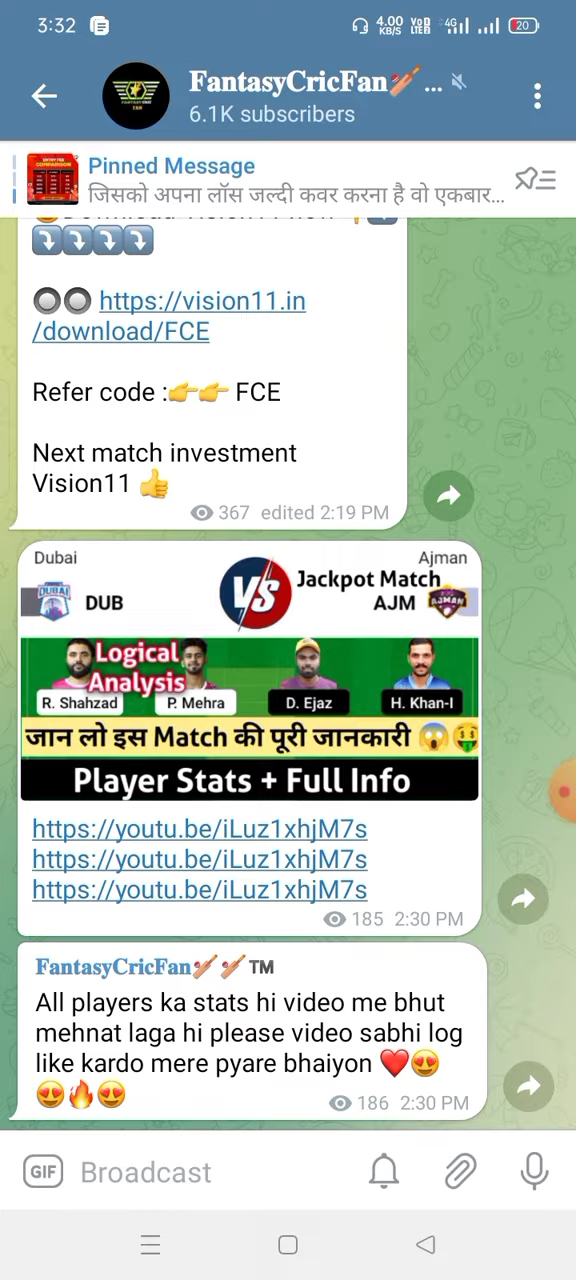 3:32
4.00 KB/S
VoD LTE2
4G
20
FantasyCricFan🏏...
6.1K subscribers
Pinned Message
जिसको अपना लॉस जल्दी कवर करना है वो एकबार...
⤵️⤵️⤵️⤵️
🔘🔘 https://vision11.in
/download/FCE
Refer code :👉👉 FCE
Next match investment
Vision11 👍
367 edited 2:19 PM
Dubai
Ajman
VS
Jackpot Match
DUB
AJM
Logical
Analysis
R. Shahzad
P. Mehra
D. Ejaz
H. Khan-I
जान लो इस Match की पूरी जानकारी 😱🤑
Player Stats + Full Info
https://youtu.be/iLuz1xhjM7s
https://youtu.be/iLuz1xhjM7s
https://youtu.be/iLuz1xhjM7s
185 2:30 PM
FantasyCricFan🏏🏏™
All players ka stats hi video me bhut
mehnat laga hi please video sabhi log
like kardo mere pyare bhaiyon ❤️😍
😍🔥😍
186 2:30 PM
GIF
Broadcast